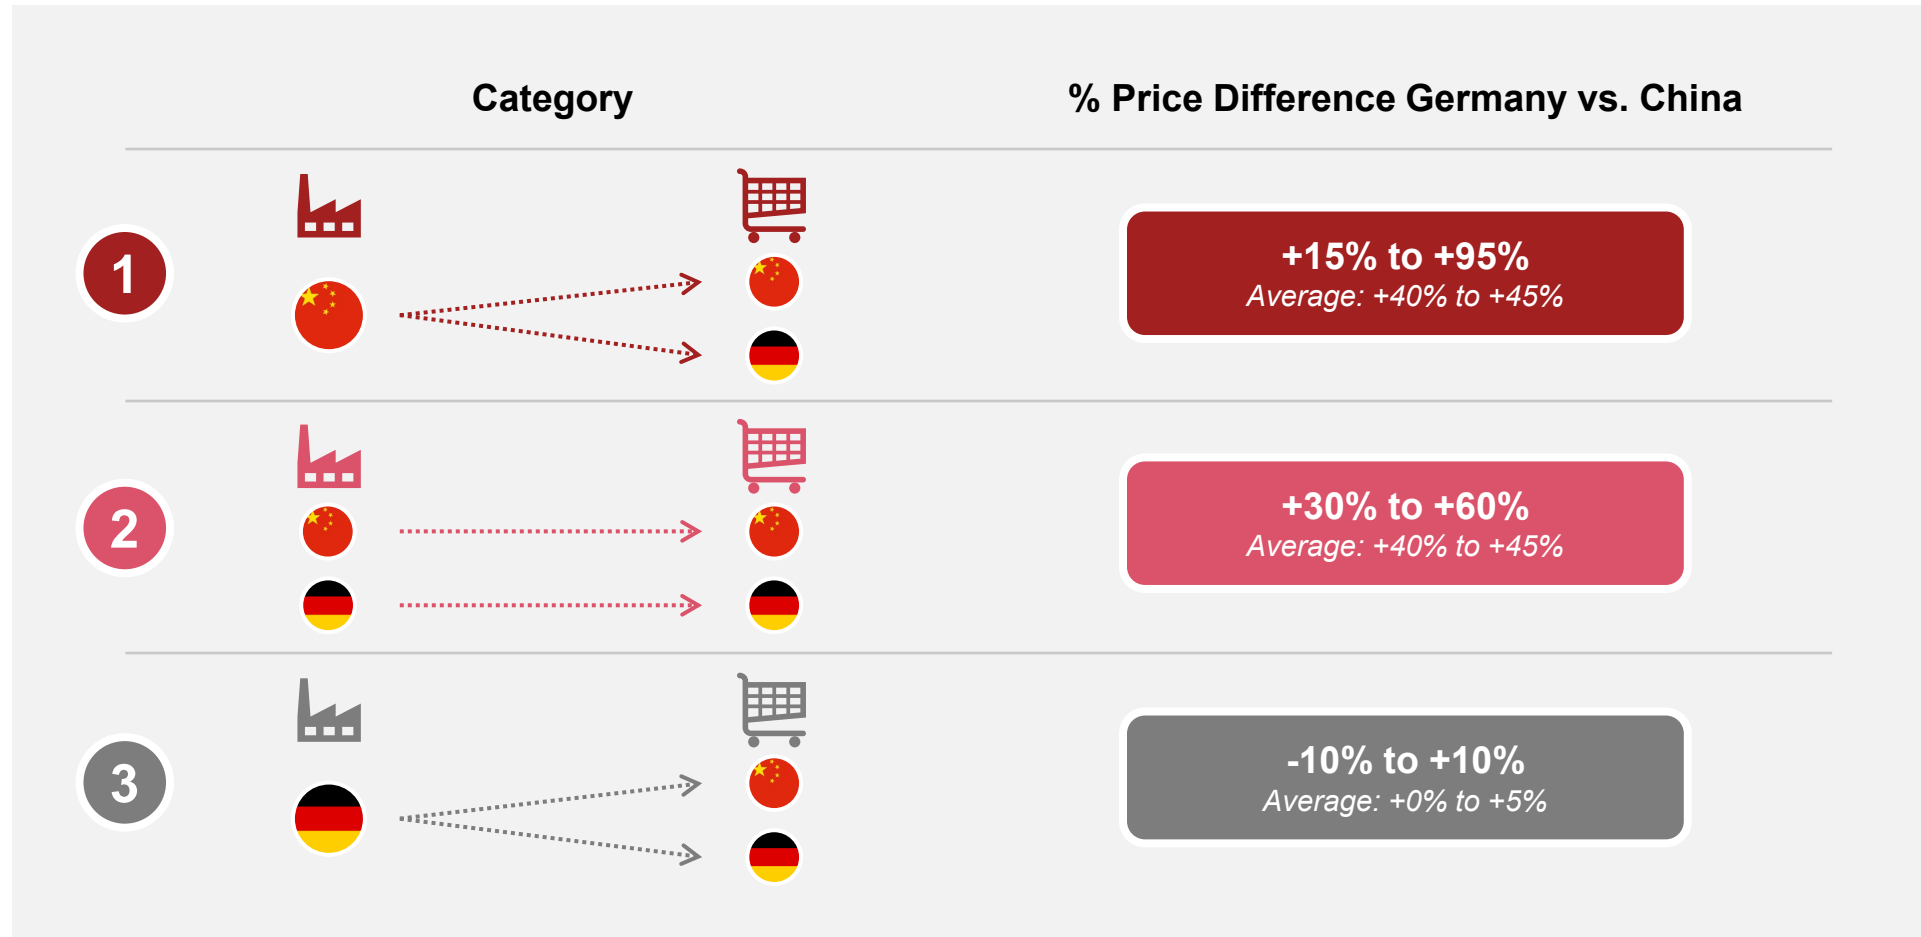 Category
% Price Difference Germany vs. China
1
+15% to +95%
Average: +40% to +45%
2
+30% to +60%
Average: +40% to +45%
3
-10% to +10%
Average: +0% to +5%